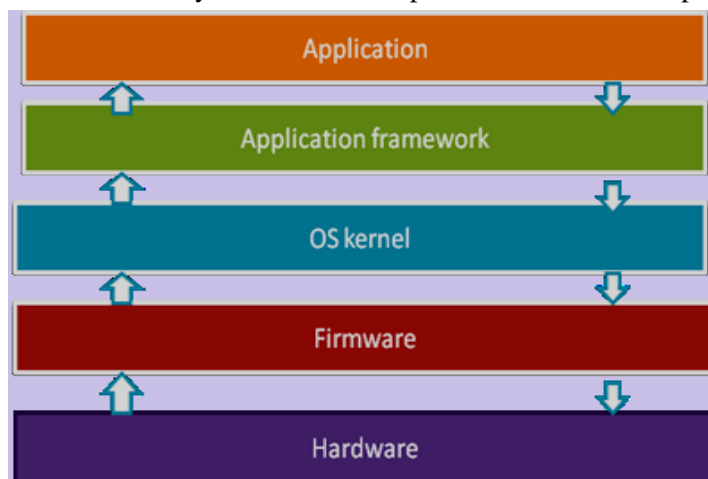 Application
Application framework
OS kernel
Firmware
Hardware